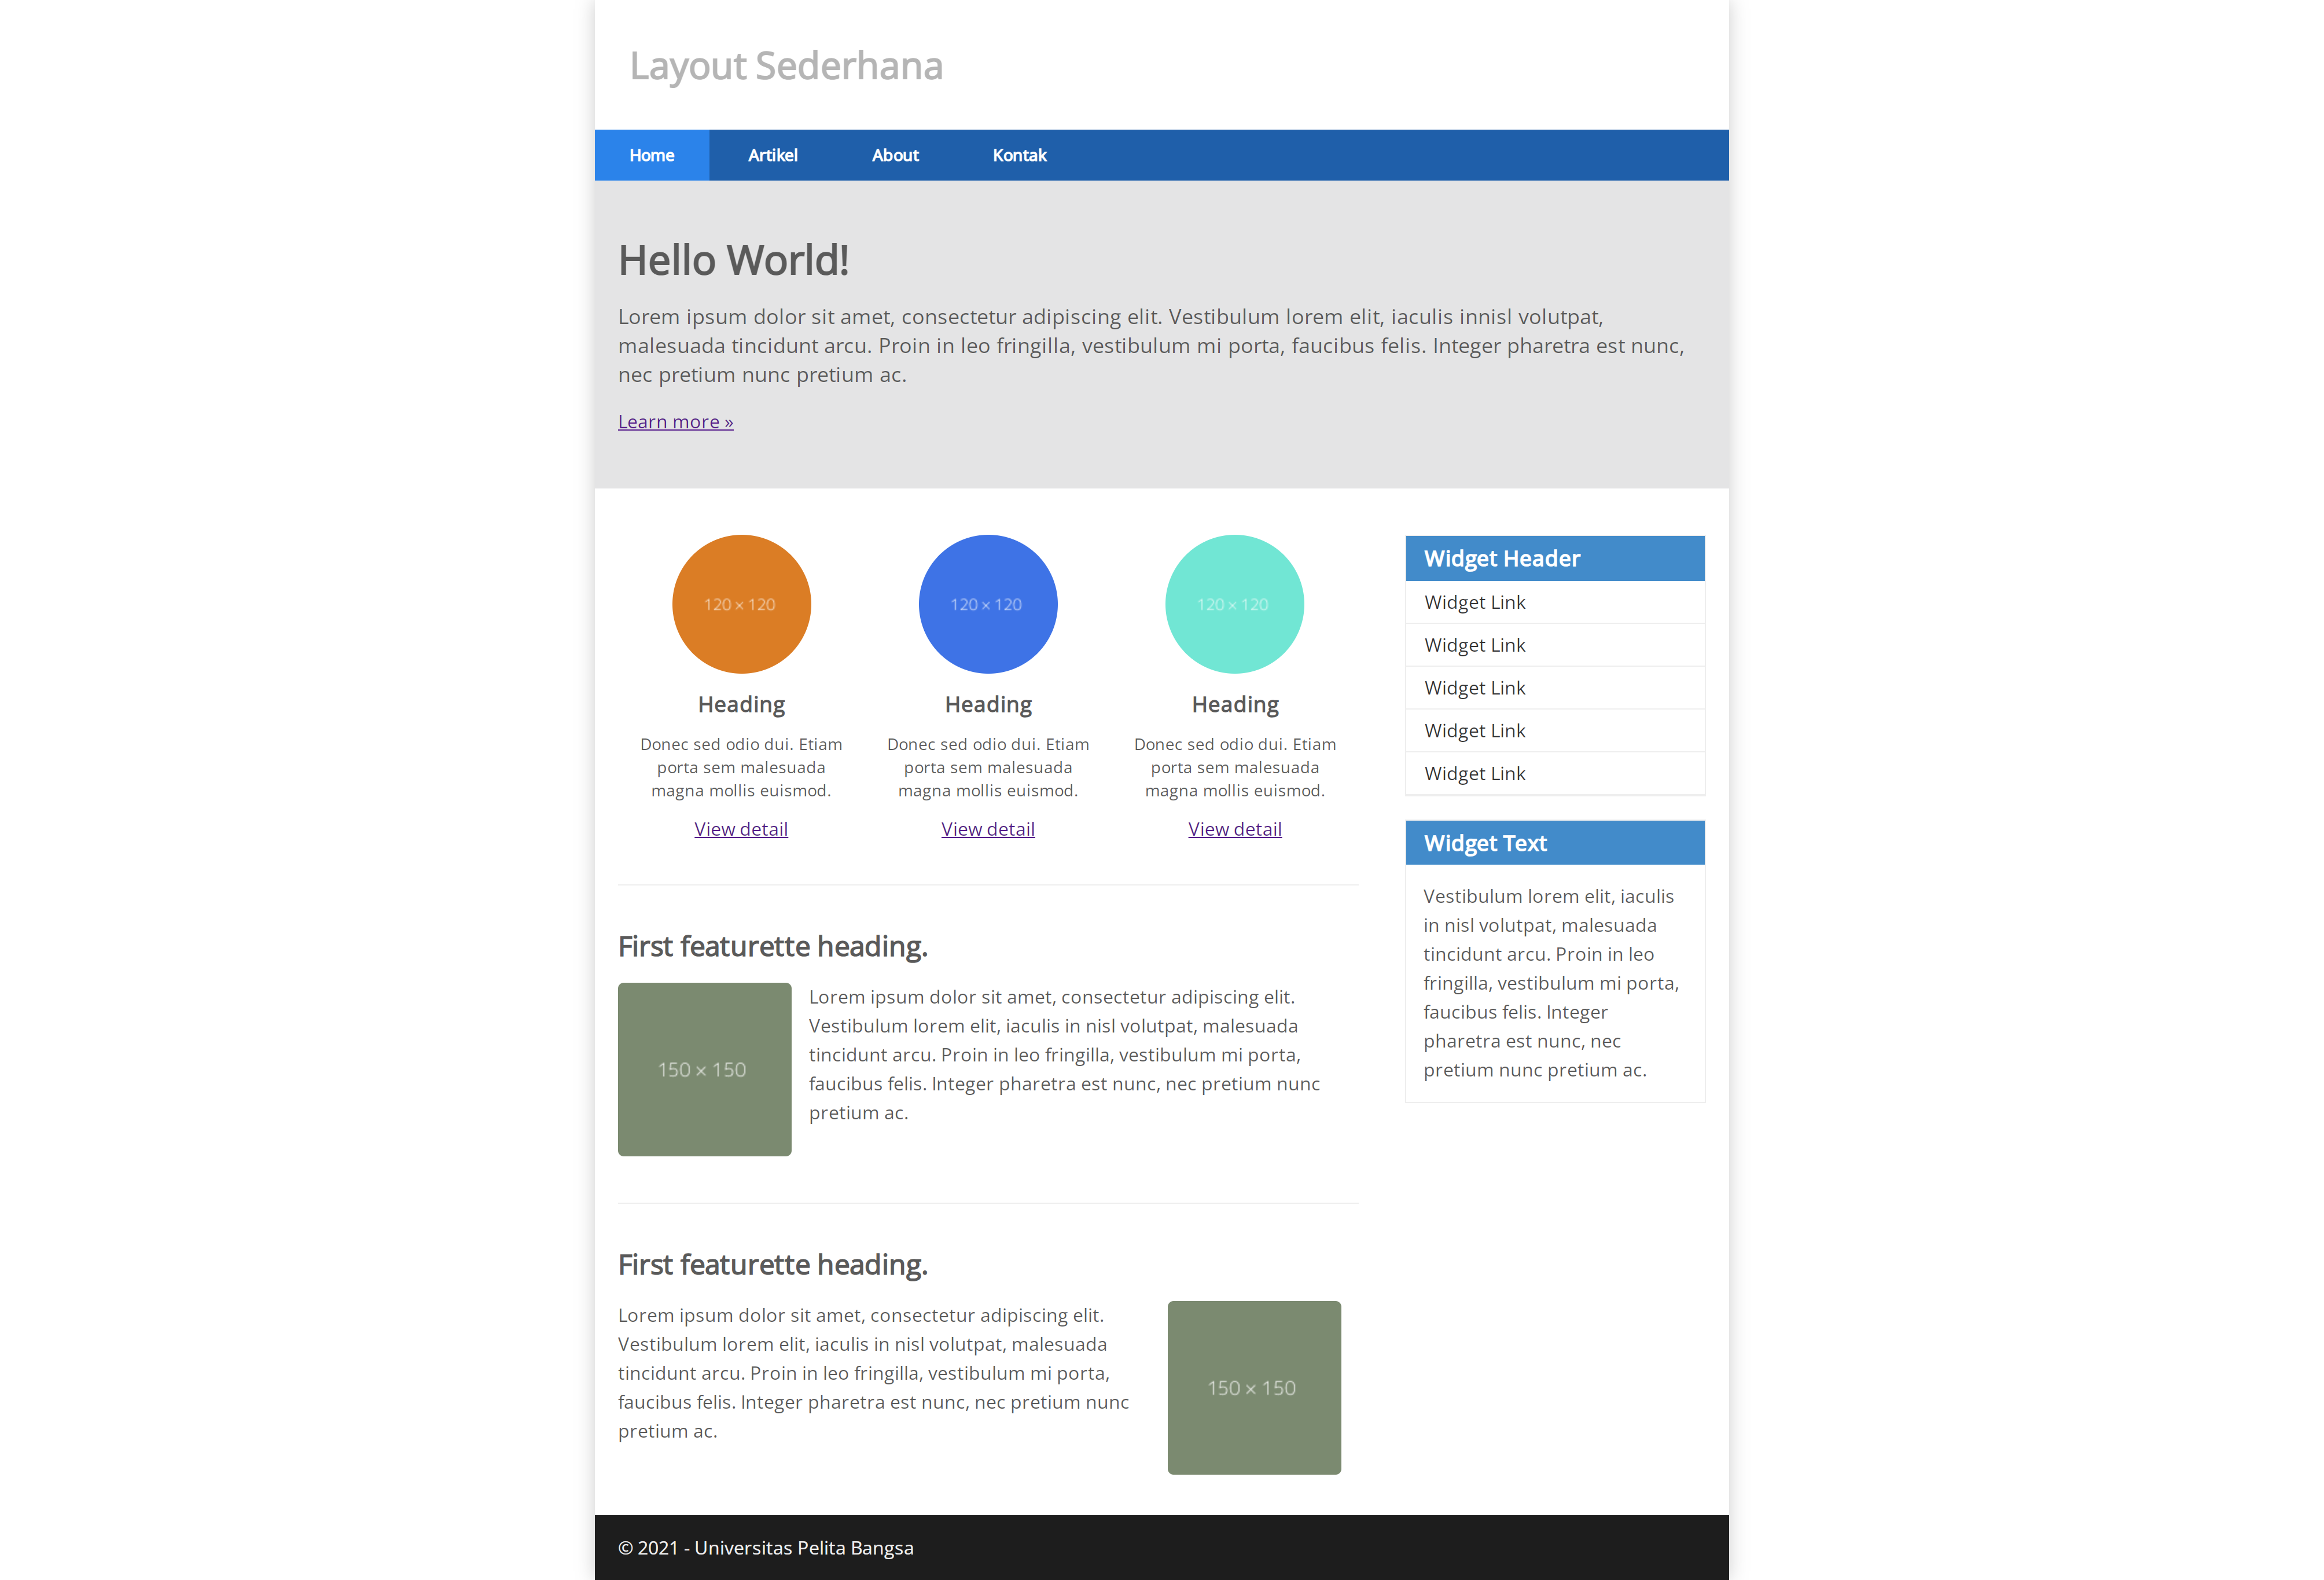 Layout Sederhana
Home Artikel About Kontak
Hello World!
Lorem ipsum dolor sit amet, consectetur adipiscing elit. Vestibulum lorem elit, iaculis innisl volutpat,
malesuada tincidunt arcu. Proin in leo fringilla, vestibulum mi porta, faucibus felis. Integer pharetra est nunc,
nec pretium nunc pretium ac.
Learn more »
120 × 120
Heading
Donec sed odio dui. Etiam
porta sem malesuada
magna mollis euismod.
View detail
120 × 120
Heading
Donec sed odio dui. Etiam
porta sem malesuada
magna mollis euismod.
View detail
120 × 120
Heading
Donec sed odio dui. Etiam
porta sem malesuada
magna mollis euismod.
View detail
First featurette heading.
150 × 150
Lorem ipsum dolor sit amet, consectetur adipiscing elit.
Vestibulum lorem elit, iaculis in nisl volutpat, malesuada
tincidunt arcu. Proin in leo fringilla, vestibulum mi porta,
faucibus felis. Integer pharetra est nunc, nec pretium nunc
pretium ac.
First featurette heading.
Lorem ipsum dolor sit amet, consectetur adipiscing elit.
Vestibulum lorem elit, iaculis in nisl volutpat, malesuada
tincidunt arcu. Proin in leo fringilla, vestibulum mi porta,
faucibus felis. Integer pharetra est nunc, nec pretium nunc
pretium ac.
150 × 150
Widget Header
Widget Link
Widget Link
Widget Link
Widget Link
Widget Link
Widget Text
Vestibulum lorem elit, iaculis
in nisl volutpat, malesuada
tincidunt arcu. Proin in leo
fringilla, vestibulum mi porta,
faucibus felis. Integer
pharetra est nunc, nec
pretium nunc pretium ac.
© 2021 - Universitas Pelita Bangsa